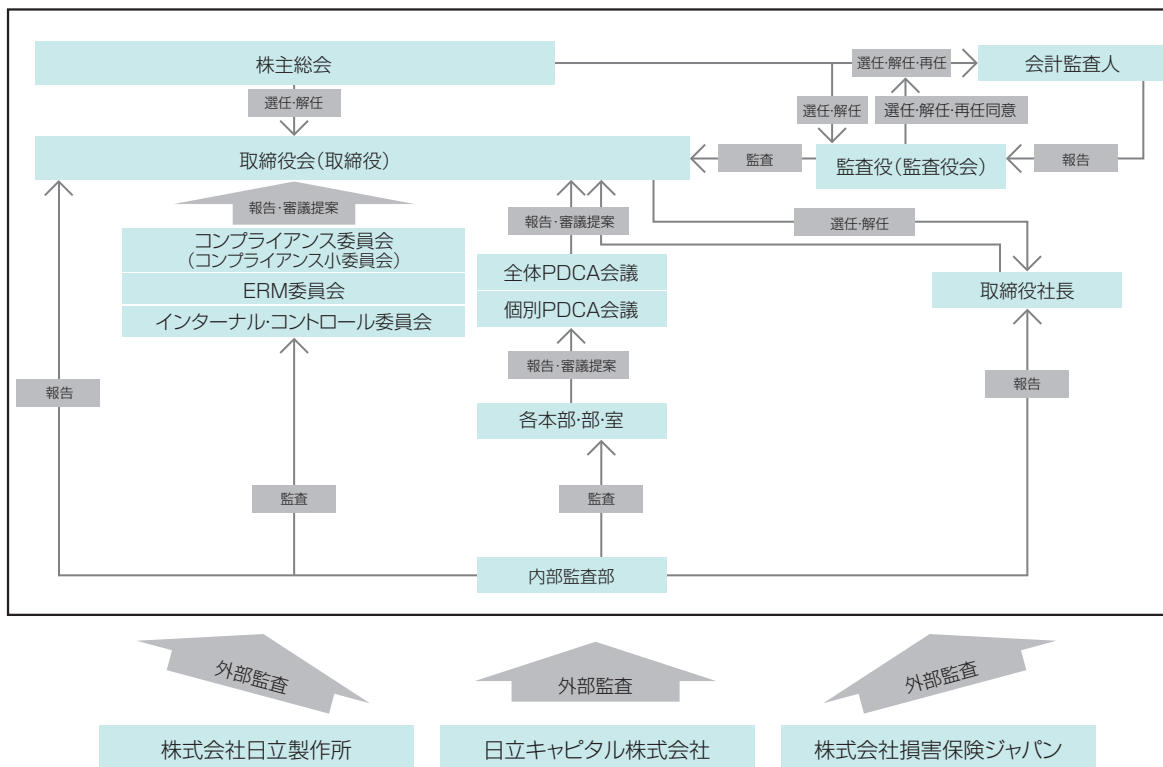 株主総会
選任・解任・再任
会計監査人
選任・解任
選任・解任
選任・解任・再任同意
取締役会(取締役)
監査
監査役(監査役会)
報告
報告・審議提案
報告・審議提案
選任・解任
コンプライアンス委員会
(コンプライアンス小委員会)
全体PDCA会議
ERM委員会
個別PDCA会議
取締役社長
インターナル・コントロール委員会
報告・審議提案
報告
報告
各本部・部・室
監査
監査
内部監査部
外部監査
外部監査
外部監査
株式会社日立製作所
日立キャピタル株式会社
株式会社損害保険ジャパン